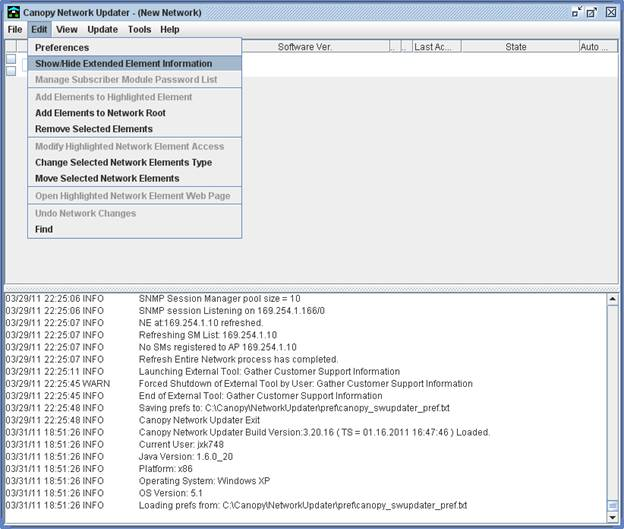 Canopy Network Updater - (New Network)
File Edit View Update Tools Help
Software Ver. .. .. Last Ac... State Auto ...
Preferences
Show/Hide Extended Element Information
Manage Subscriber Module Password List
Add Elements to Highlighted Element
Add Elements to Network Root
Remove Selected Elements
Modify Highlighted Network Element Access
Change Selected Network Elements Type
Move Selected Network Elements
Open Highlighted Network Element Web Page
Undo Network Changes
Find
03/29/11 22:25:06 INFO SNMP Session Manager pool size = 10
03/29/11 22:25:06 INFO SNMP session Listening on 169.254.1.166/0
03/29/11 22:25:07 INFO NE at:169.254.1.10 refreshed.
03/29/11 22:25:07 INFO Refreshing SM List: 169.254.1.10
03/29/11 22:25:07 INFO No SMs registered to AP 169.254.1.10
03/29/11 22:25:07 INFO Refresh Entire Network process has completed.
03/29/11 22:25:11 INFO Launching External Tool: Gather Customer Support Information
03/29/11 22:25:45 WARN Forced Shutdown of External Tool by User: Gather Customer Support Information
03/29/11 22:25:45 INFO End of External Tool: Gather Customer Support Information
03/29/11 22:25:48 INFO Saving prefs to: C:\Canopy\NetworkUpdater\pref\canopy_swupdater_pref.txt
03/29/11 22:25:48 INFO Canopy Network Updater Exit
03/31/11 18:51:26 INFO Canopy Network Updater Build Version:3.20.16 ( TS = 01.16.2011 16:47:46 ) Loaded.
03/31/11 18:51:26 INFO Current User: jxk748
03/31/11 18:51:26 INFO Java Version: 1.6.0_20
03/31/11 18:51:26 INFO Platform: x86
03/31/11 18:51:26 INFO Operating System: Windows XP
03/31/11 18:51:26 INFO OS Version: 5.1
03/31/11 18:51:26 INFO Loading prefs from: C:\Canopy\NetworkUpdater\pref\canopy_swupdater_pref.txt